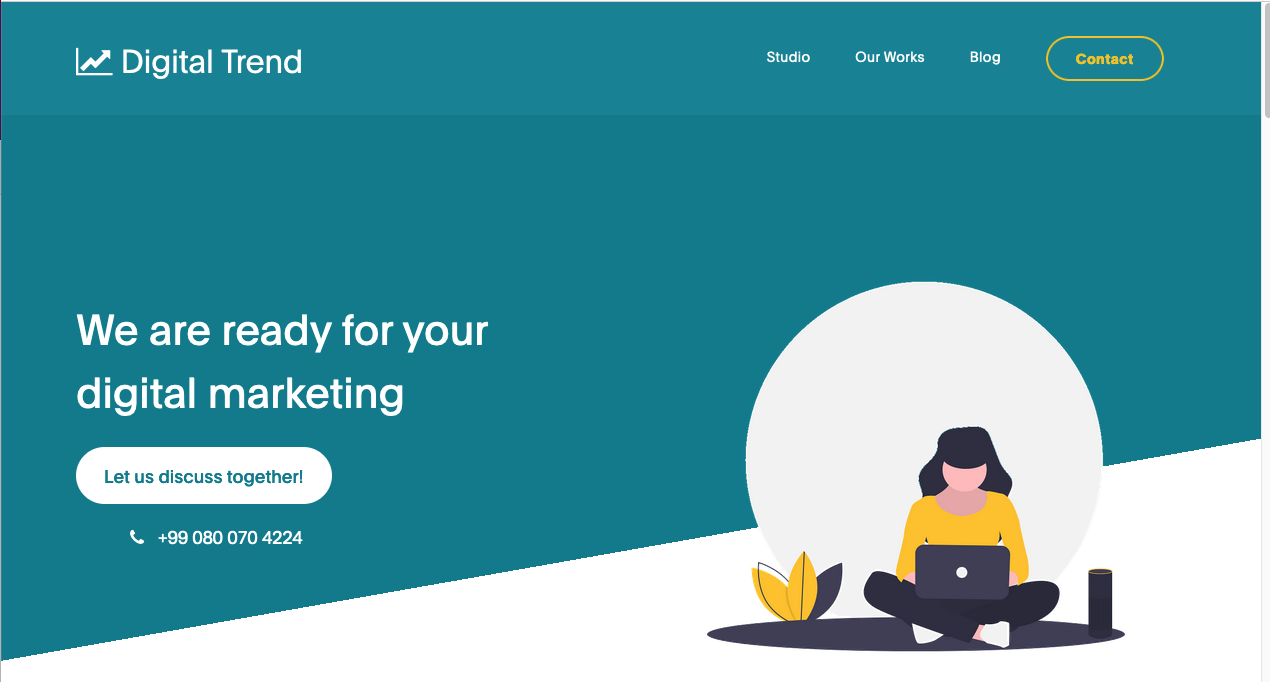 Digital Trend
Studio
Our Works
Blog
Contact
We are ready for your
digital marketing
Let us discuss together!
+99 080 070 4224